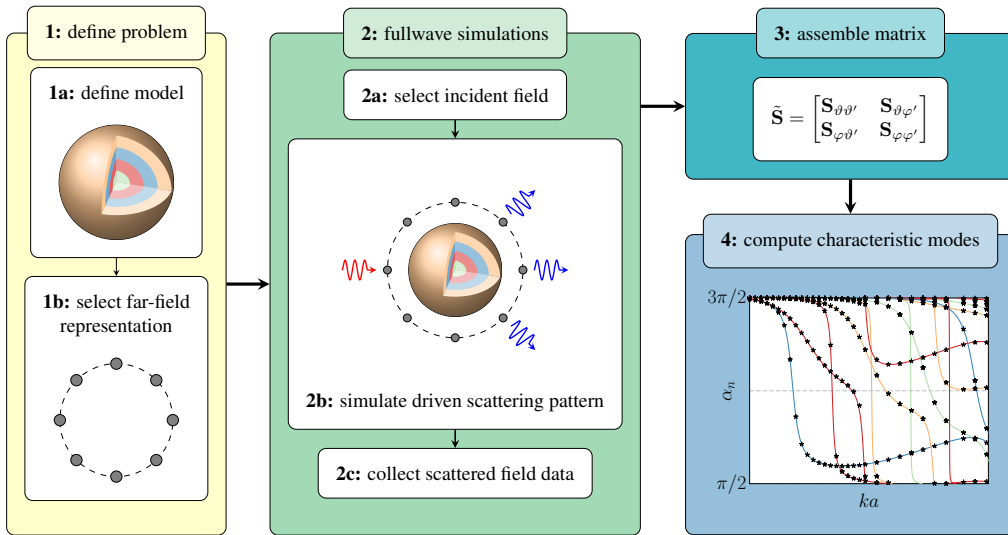 1: define problem
1a: define model
1b: select far-field
representation
2: fullwave simulations
2a: select incident field
2b: simulate driven scattering pattern
2c: collect scattered field data
3: assemble matrix
S̃ = [S_ϑϑ′ S_ϑφ′
S_φϑ′ S_φφ′]
4: compute characteristic modes
3π/2
α_n
π/2
ka